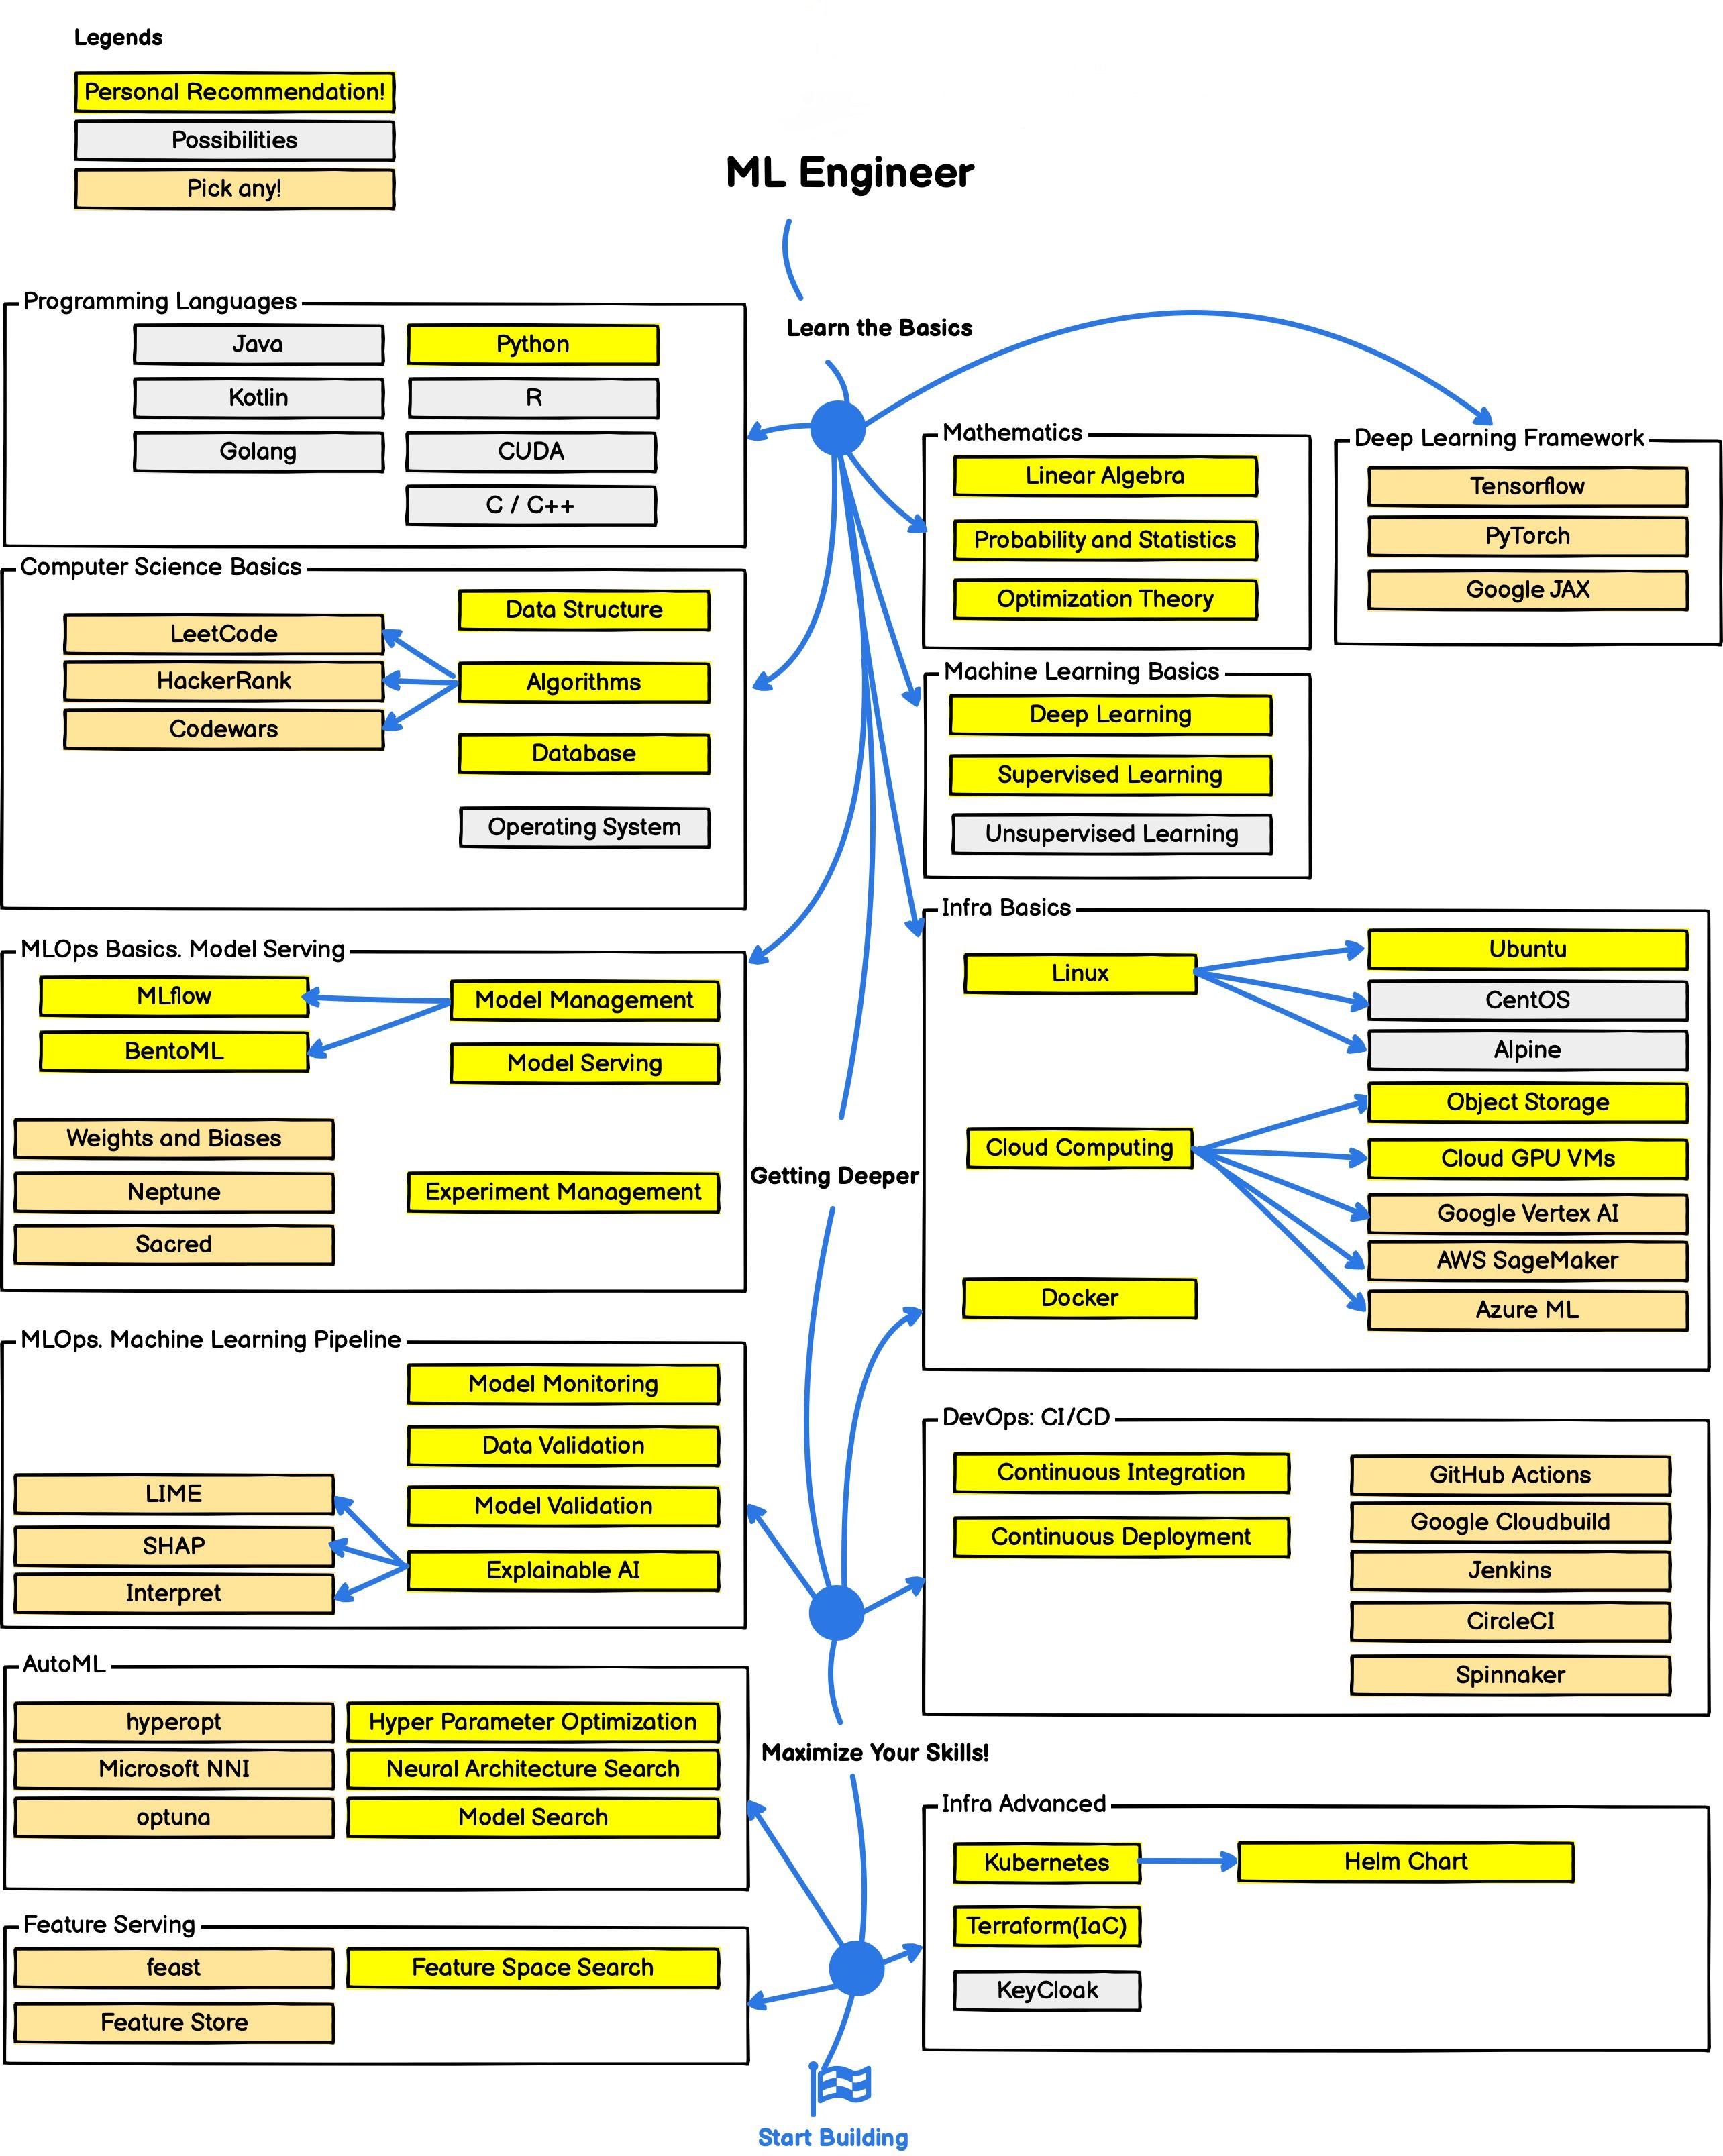 Legends
Personal Recommendation!
Possibilities
Pick any!
ML Engineer
Learn the Basics
Programming Languages
Java
Python
Kotlin
R
Golang
CUDA
C / C++
Mathematics
Linear Algebra
Probability and Statistics
Optimization Theory
Deep Learning Framework
Tensorflow
PyTorch
Google JAX
Computer Science Basics
Data Structure
LeetCode
HackerRank
Algorithms
Codewars
Database
Operating System
Machine Learning Basics
Deep Learning
Supervised Learning
Unsupervised Learning
MLOps Basics. Model Serving
MLflow
Model Management
BentoML
Model Serving
Weights and Biases
Neptune
Experiment Management
Sacred
Infra Basics
Linux
Ubuntu
CentOS
Alpine
Object Storage
Cloud Computing
Cloud GPU VMs
Google Vertex AI
AWS SageMaker
Docker
Azure ML
Getting Deeper
MLOps. Machine Learning Pipeline
Model Monitoring
Data Validation
LIME
Model Validation
SHAP
Explainable AI
Interpret
DevOps: CI/CD
Continuous Integration
GitHub Actions
Google Cloudbuild
Continuous Deployment
Jenkins
CircleCI
Spinnaker
AutoML
hyperopt
Hyper Parameter Optimization
Microsoft NNI
Neural Architecture Search
optuna
Model Search
Maximize Your Skills!
Infra Advanced
Kubernetes
Helm Chart
Terraform(IaC)
KeyCloak
Feature Serving
feast
Feature Space Search
Feature Store
Start Building